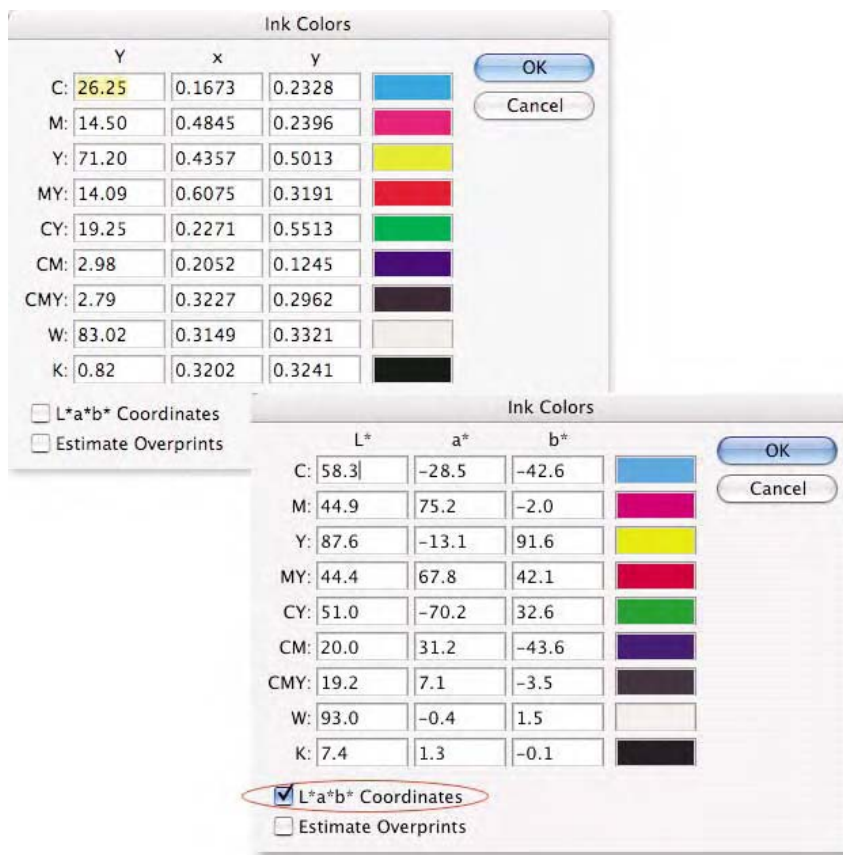 Ink Colors
Y x y
C: 26.25 0.1673 0.2328
OK
M: 14.50 0.4845 0.2396
Cancel
Y: 71.20 0.4357 0.5013
MY: 14.09 0.6075 0.3191
CY: 19.25 0.2271 0.5513
CM: 2.98 0.2052 0.1245
CMY: 2.79 0.3227 0.2962
W: 83.02 0.3149 0.3321
K: 0.82 0.3202 0.3241
L*a*b* Coordinates
Estimate Overprints
Ink Colors
L* a* b*
C: 58.3 -28.5 -42.6
OK
M: 44.9 75.2 -2.0
Cancel
Y: 87.6 -13.1 91.6
MY: 44.4 67.8 42.1
CY: 51.0 -70.2 32.6
CM: 20.0 31.2 -43.6
CMY: 19.2 7.1 -3.5
W: 93.0 -0.4 1.5
K: 7.4 1.3 -0.1
L*a*b* Coordinates
Estimate Overprints